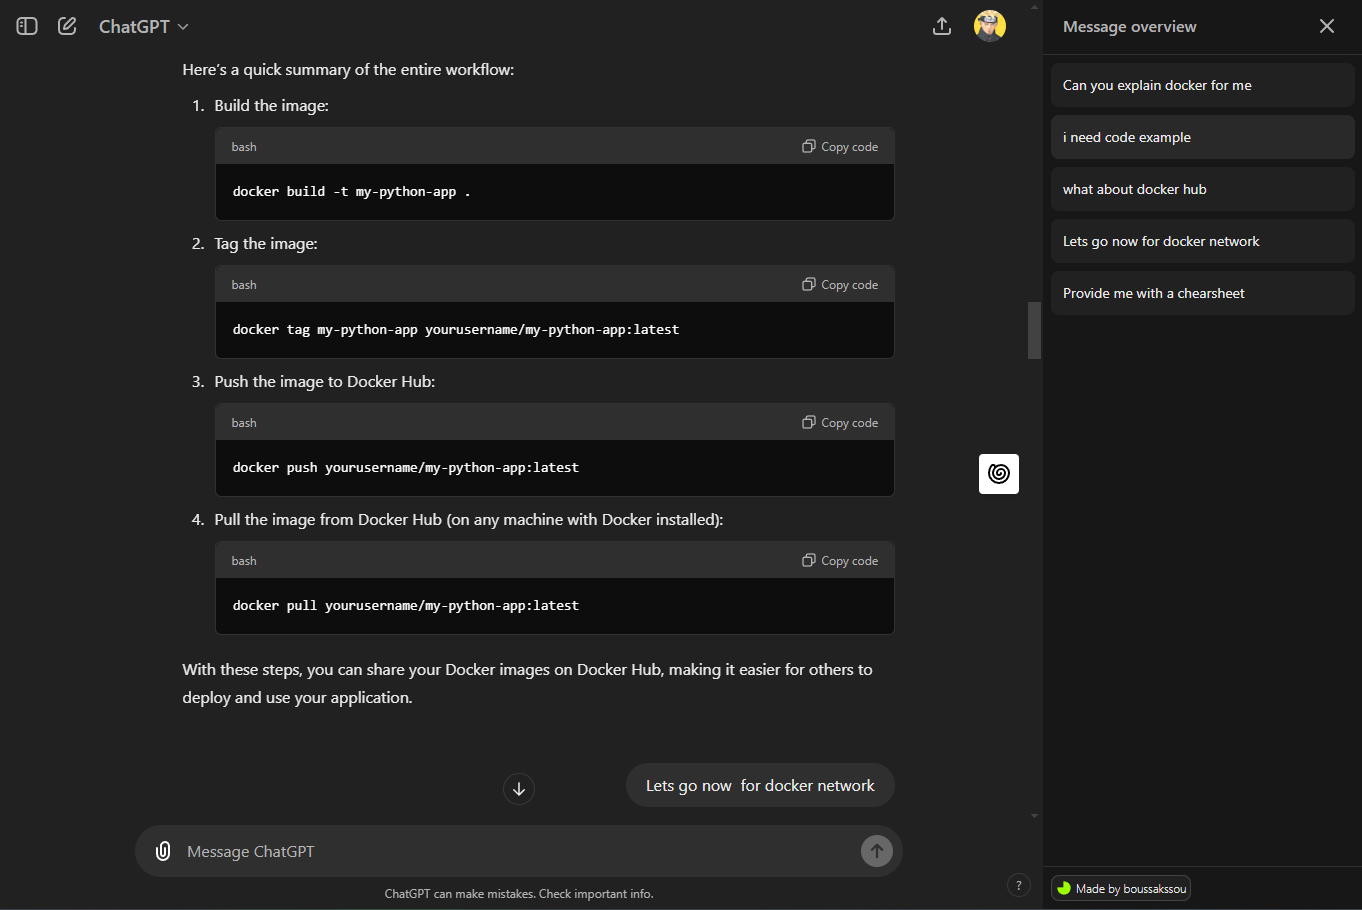 ChatGPT
Here's a quick summary of the entire workflow:
1. Build the image:
bash
Copy code
docker build -t my-python-app .
2. Tag the image:
bash
Copy code
docker tag my-python-app yourusername/my-python-app:latest
3. Push the image to Docker Hub:
bash
Copy code
docker push yourusername/my-python-app:latest
4. Pull the image from Docker Hub (on any machine with Docker installed):
bash
Copy code
docker pull yourusername/my-python-app:latest
With these steps, you can share your Docker images on Docker Hub, making it easier for others to
deploy and use your application.
Lets go now  for docker network
Message ChatGPT
ChatGPT can make mistakes. Check important info.
?
Message overview
Can you explain docker for me
i need code example
what about docker hub
Lets go now for docker network
Provide me with a chearsheet
Made by boussakssou